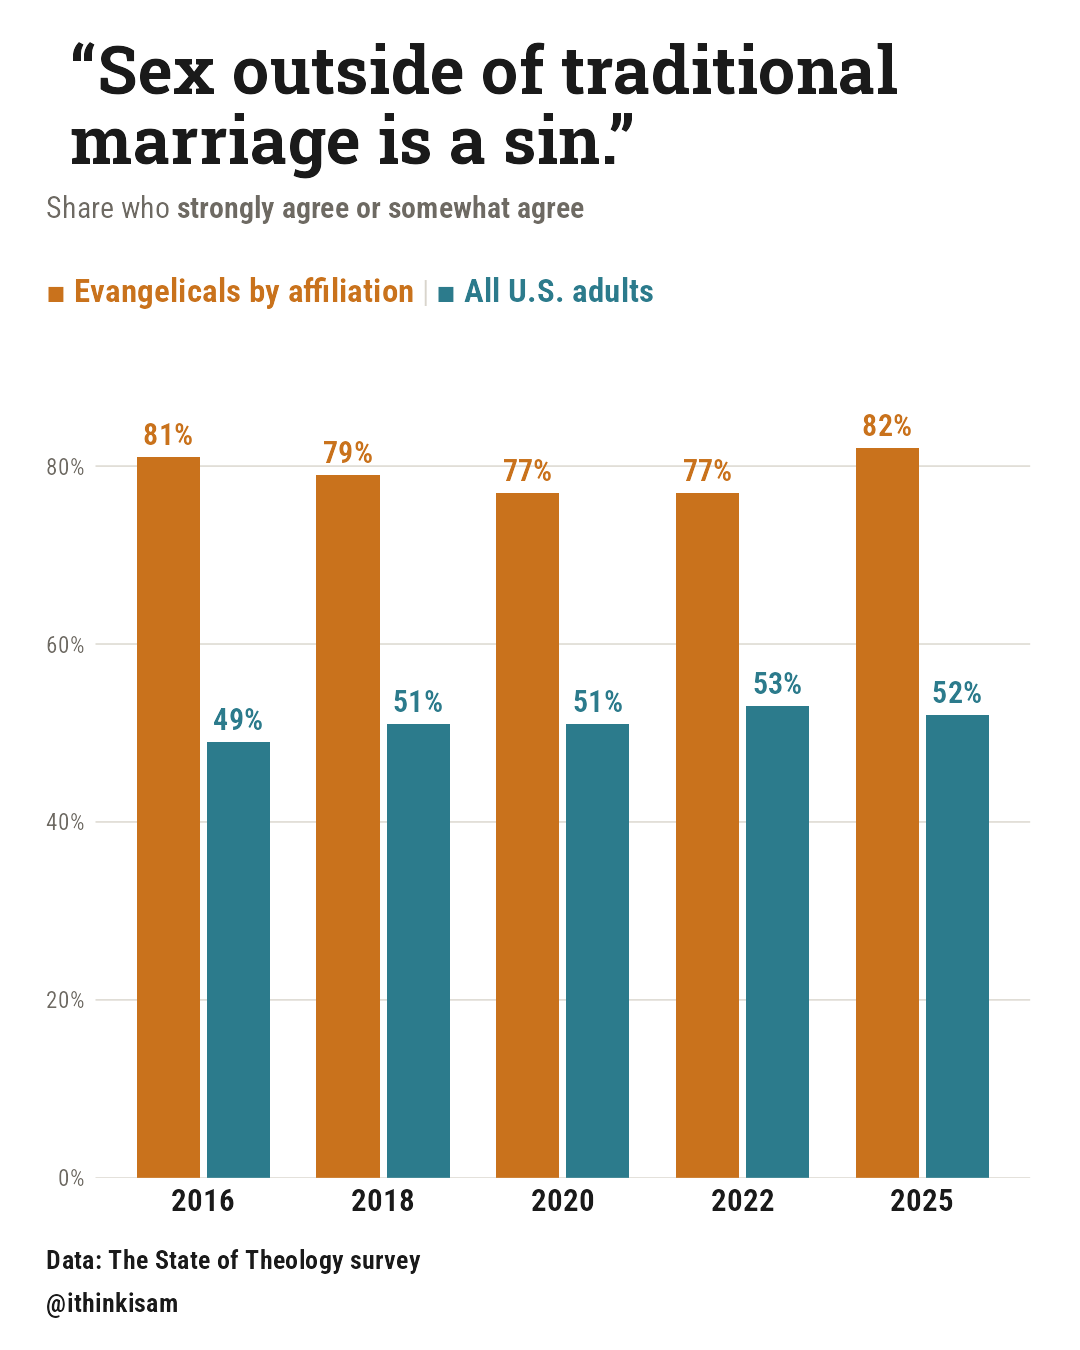 “Sex outside of traditional
marriage is a sin.”
Share who strongly agree or somewhat agree
■ Evangelicals by affiliation | ■ All U.S. adults
81%
49%
79%
51%
77%
51%
77%
53%
82%
52%
80%
60%
40%
20%
0%
2016 2018 2020 2022 2025
Data: The State of Theology survey
@ithinkisam